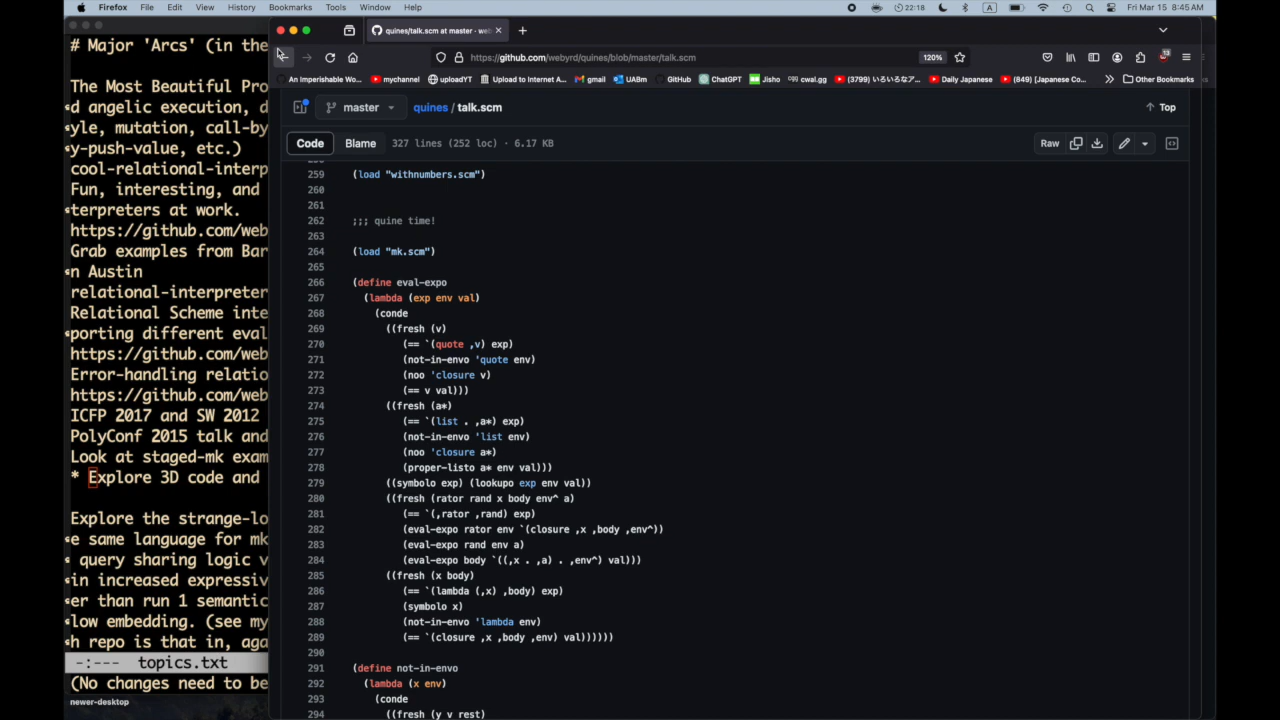 Firefox File Edit View History Bookmarks Tools Window Help 22:18 A Fri Mar 15 8:45 AM
quines/talk.scm at master · web
https://github.com/webyrd/quines/blob/master/talk.scm 120% 13
An Imperishable Wo... mychannel uploadYT Upload to Internet A... gmail UABm GitHub ChatGPT Jisho cwal.gg (3799) いろいろなア... Daily Japanese (849) [Japanese Co... Other Bookmarks
master quines / talk.scm Top
Code Blame 327 lines (252 loc) · 6.17 KB Raw
259 (load "withnumbers.scm")
260
261
262 ;;; quine time!
263
264 (load "mk.scm")
265
266 (define eval-expo
267 (lambda (exp env val)
268 (conde
269 ((fresh (v)
270 (== `(quote ,v) exp)
271 (not-in-envo 'quote env)
272 (noo 'closure v)
273 (== v val)))
274 ((fresh (a*)
275 (== `(list . ,a*) exp)
276 (not-in-envo 'list env)
277 (noo 'closure a*)
278 (proper-listo a* env val)))
279 ((symbolo exp) (lookupo exp env val))
280 ((fresh (rator rand x body env^ a)
281 (== `(,rator ,rand) exp)
282 (eval-expo rator env `(closure ,x ,body ,env^))
283 (eval-expo rand env a)
284 (eval-expo body `((,x . ,a) . ,env^) val)))
285 ((fresh (x body)
286 (== `(lambda (,x) ,body) exp)
287 (symbolo x)
288 (not-in-envo 'lambda env)
289 (== `(closure ,x ,body ,env) val))))))
290
291 (define not-in-envo
292 (lambda (x env)
293 (conde
294 ((fresh (y v rest)
# Major 'Arcs' (in the
The Most Beautiful Pro
d angelic execution, d
yle, mutation, call-by
y-push-value, etc.)
cool-relational-interp
Fun, interesting, and
terpreters at work.
https://github.com/web
Grab examples from Bar
n Austin
relational-interpreter
Relational Scheme inte
porting different eval
https://github.com/web
Error-handling relatio
https://github.com/web
ICFP 2017 and SW 2012
PolyConf 2015 talk and
Look at staged-mk exam
* Explore 3D code and
Explore the strange-lo
e same language for mk
query sharing logic v
in increased expressiv
er than run 1 semantic
low embedding. (see my
h repo is that in, aga
-:--- topics.txt
(No changes need to be
newer-desktop